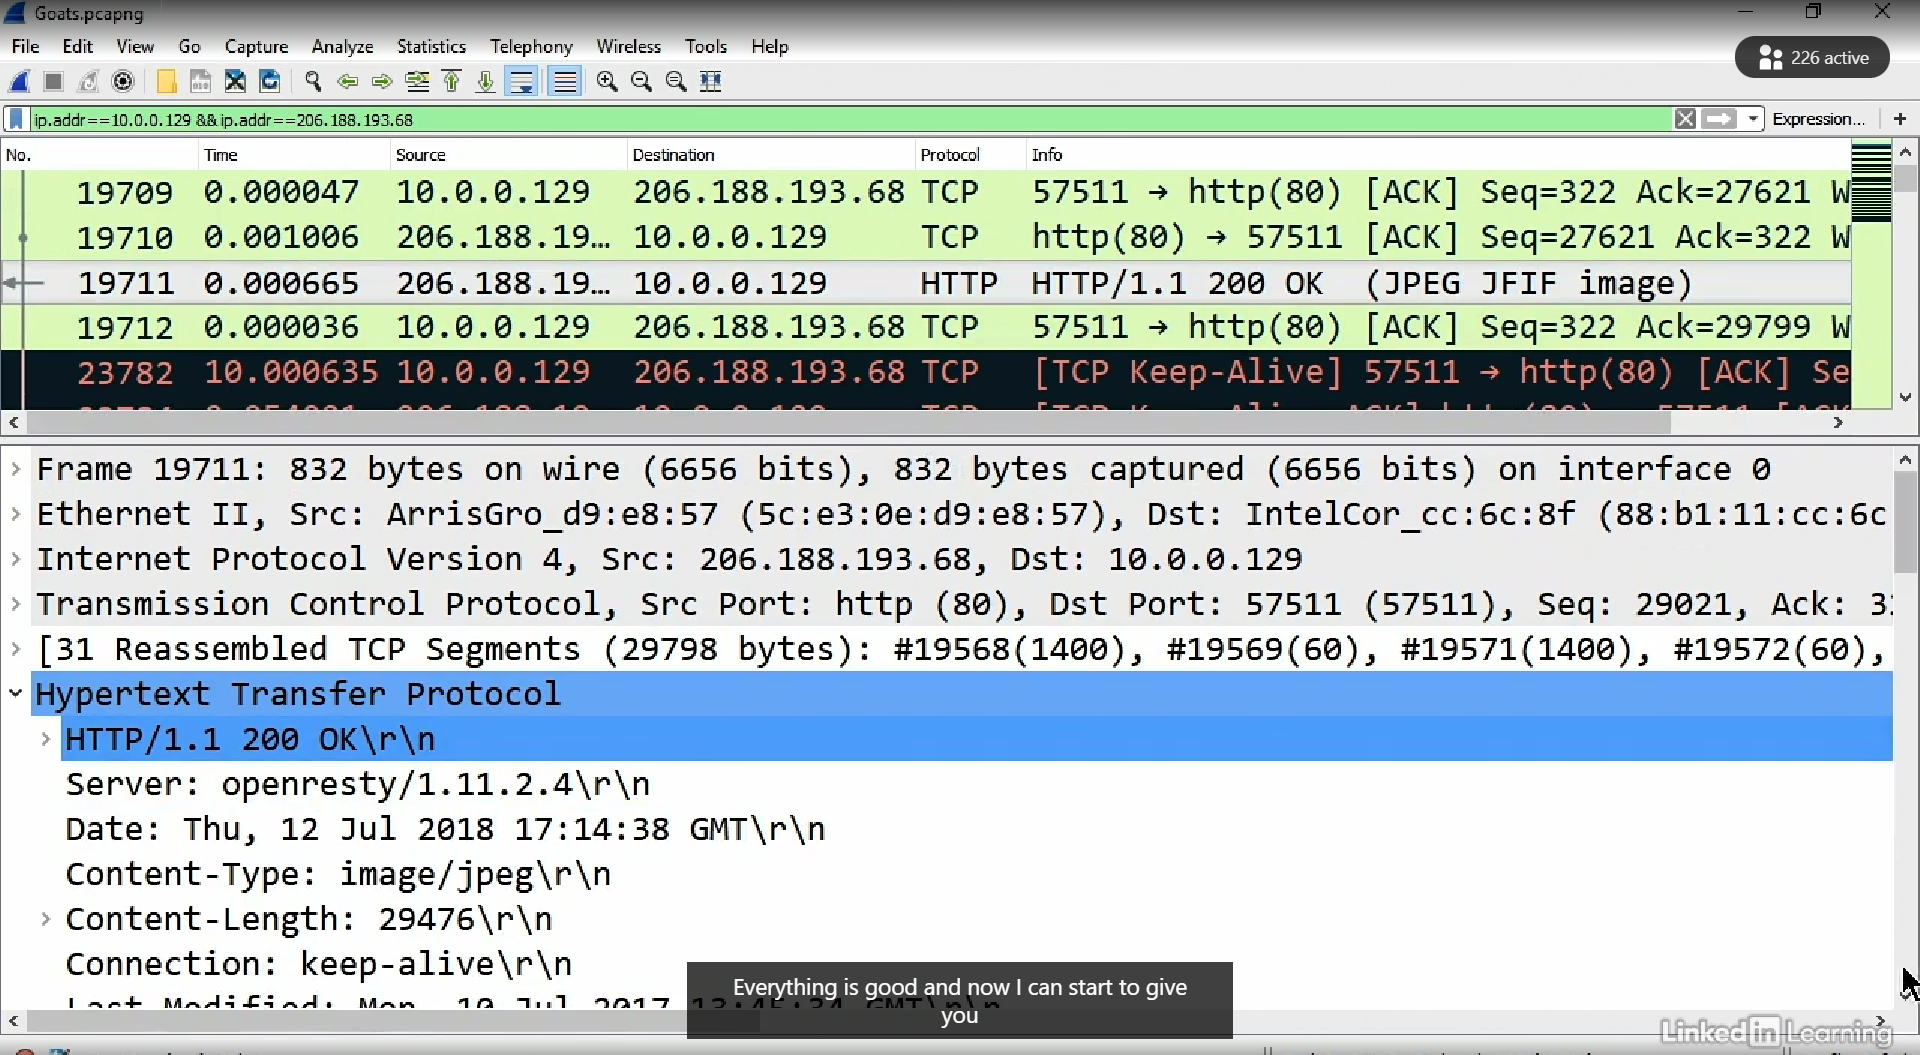 Goats.pcapng
File Edit View Go Capture Analyze Statistics Telephony Wireless Tools Help
226 active
ip.addr==10.0.0.129 && ip.addr==206.188.193.68 Expression... +
No. Time Source Destination Protocol Info
19709 0.000047 10.0.0.129 206.188.193.68 TCP 57511 → http(80) [ACK] Seq=322 Ack=27621 W
19710 0.001006 206.188.19… 10.0.0.129 TCP http(80) → 57511 [ACK] Seq=27621 Ack=322 W
19711 0.000665 206.188.19… 10.0.0.129 HTTP HTTP/1.1 200 OK (JPEG JFIF image)
19712 0.000036 10.0.0.129 206.188.193.68 TCP 57511 → http(80) [ACK] Seq=322 Ack=29799 W
23782 10.000635 10.0.0.129 206.188.193.68 TCP [TCP Keep-Alive] 57511 → http(80) [ACK] Se
Frame 19711: 832 bytes on wire (6656 bits), 832 bytes captured (6656 bits) on interface 0
Ethernet II, Src: ArrisGro_d9:e8:57 (5c:e3:0e:d9:e8:57), Dst: IntelCor_cc:6c:8f (88:b1:11:cc:6c
Internet Protocol Version 4, Src: 206.188.193.68, Dst: 10.0.0.129
Transmission Control Protocol, Src Port: http (80), Dst Port: 57511 (57511), Seq: 29021, Ack: 3
[31 Reassembled TCP Segments (29798 bytes): #19568(1400), #19569(60), #19571(1400), #19572(60),
Hypertext Transfer Protocol
HTTP/1.1 200 OK\r\n
Server: openresty/1.11.2.4\r\n
Date: Thu, 12 Jul 2018 17:14:38 GMT\r\n
Content-Type: image/jpeg\r\n
Content-Length: 29476\r\n
Connection: keep-alive\r\n
Last-Modified: Mon, 10 Jul 2017
Everything is good and now I can start to give
you
Linked in Learning